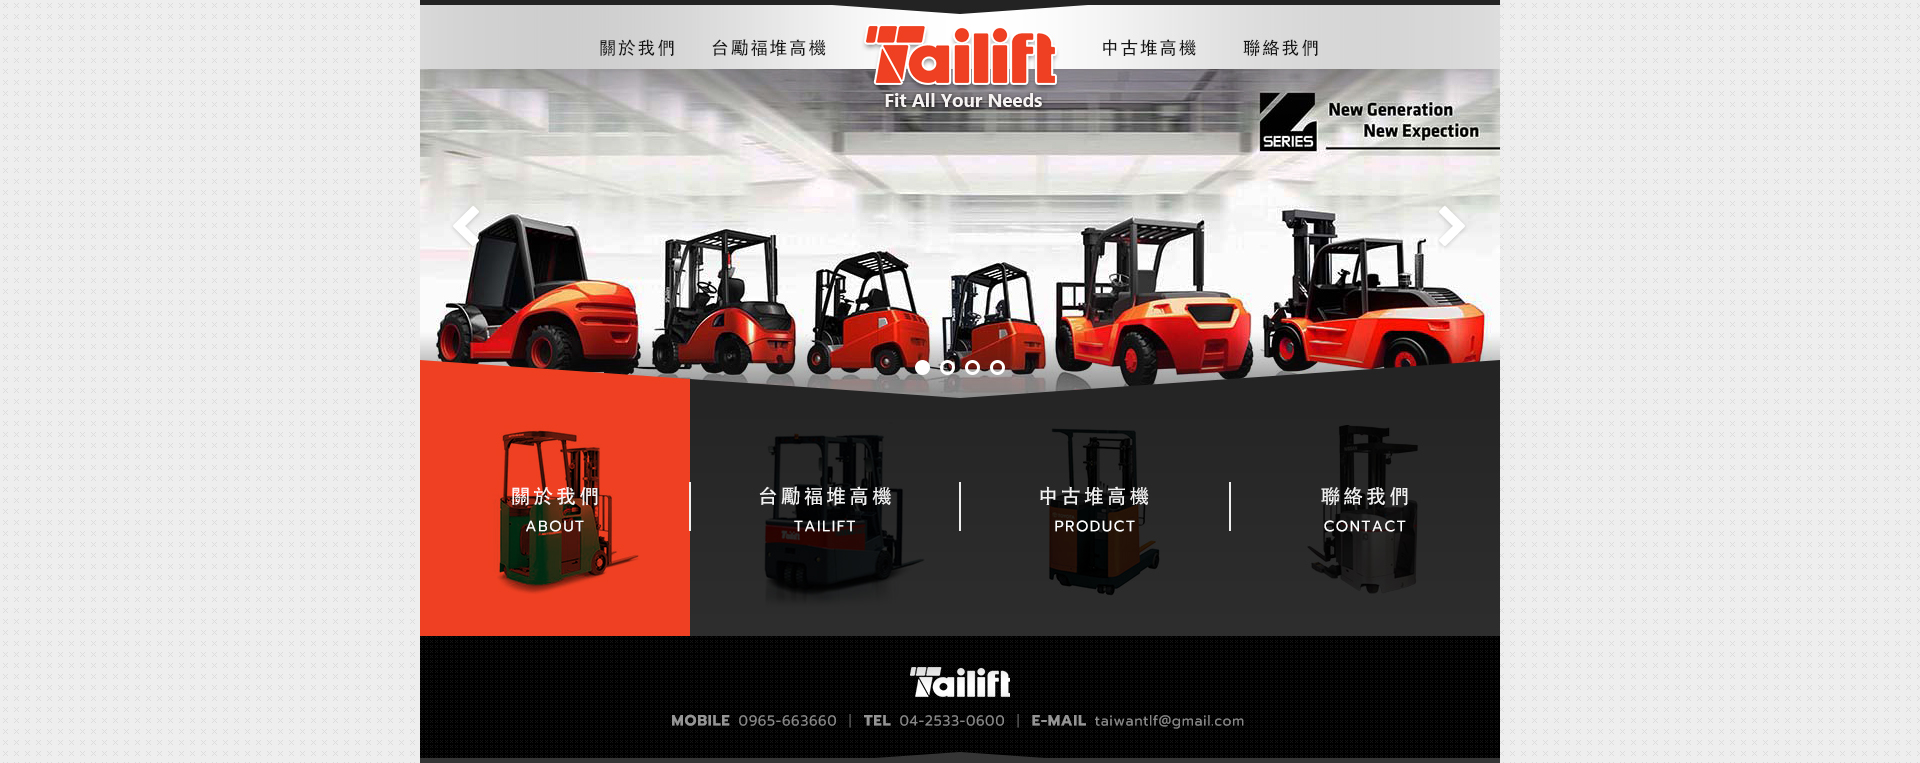 關於我們 台勵福堆高機 Tailift 中古堆高機 聯絡我們
Fit All Your Needs
New Generation
New Expection
SERIES
關於我們
ABOUT
台勵福堆高機
TAILIFT
中古堆高機
PRODUCT
聯絡我們
CONTACT
Tailift
Tailift
MOBILE 0965-663660 | TEL 04-2533-0600 | E-MAIL taiwantlf@gmail.com